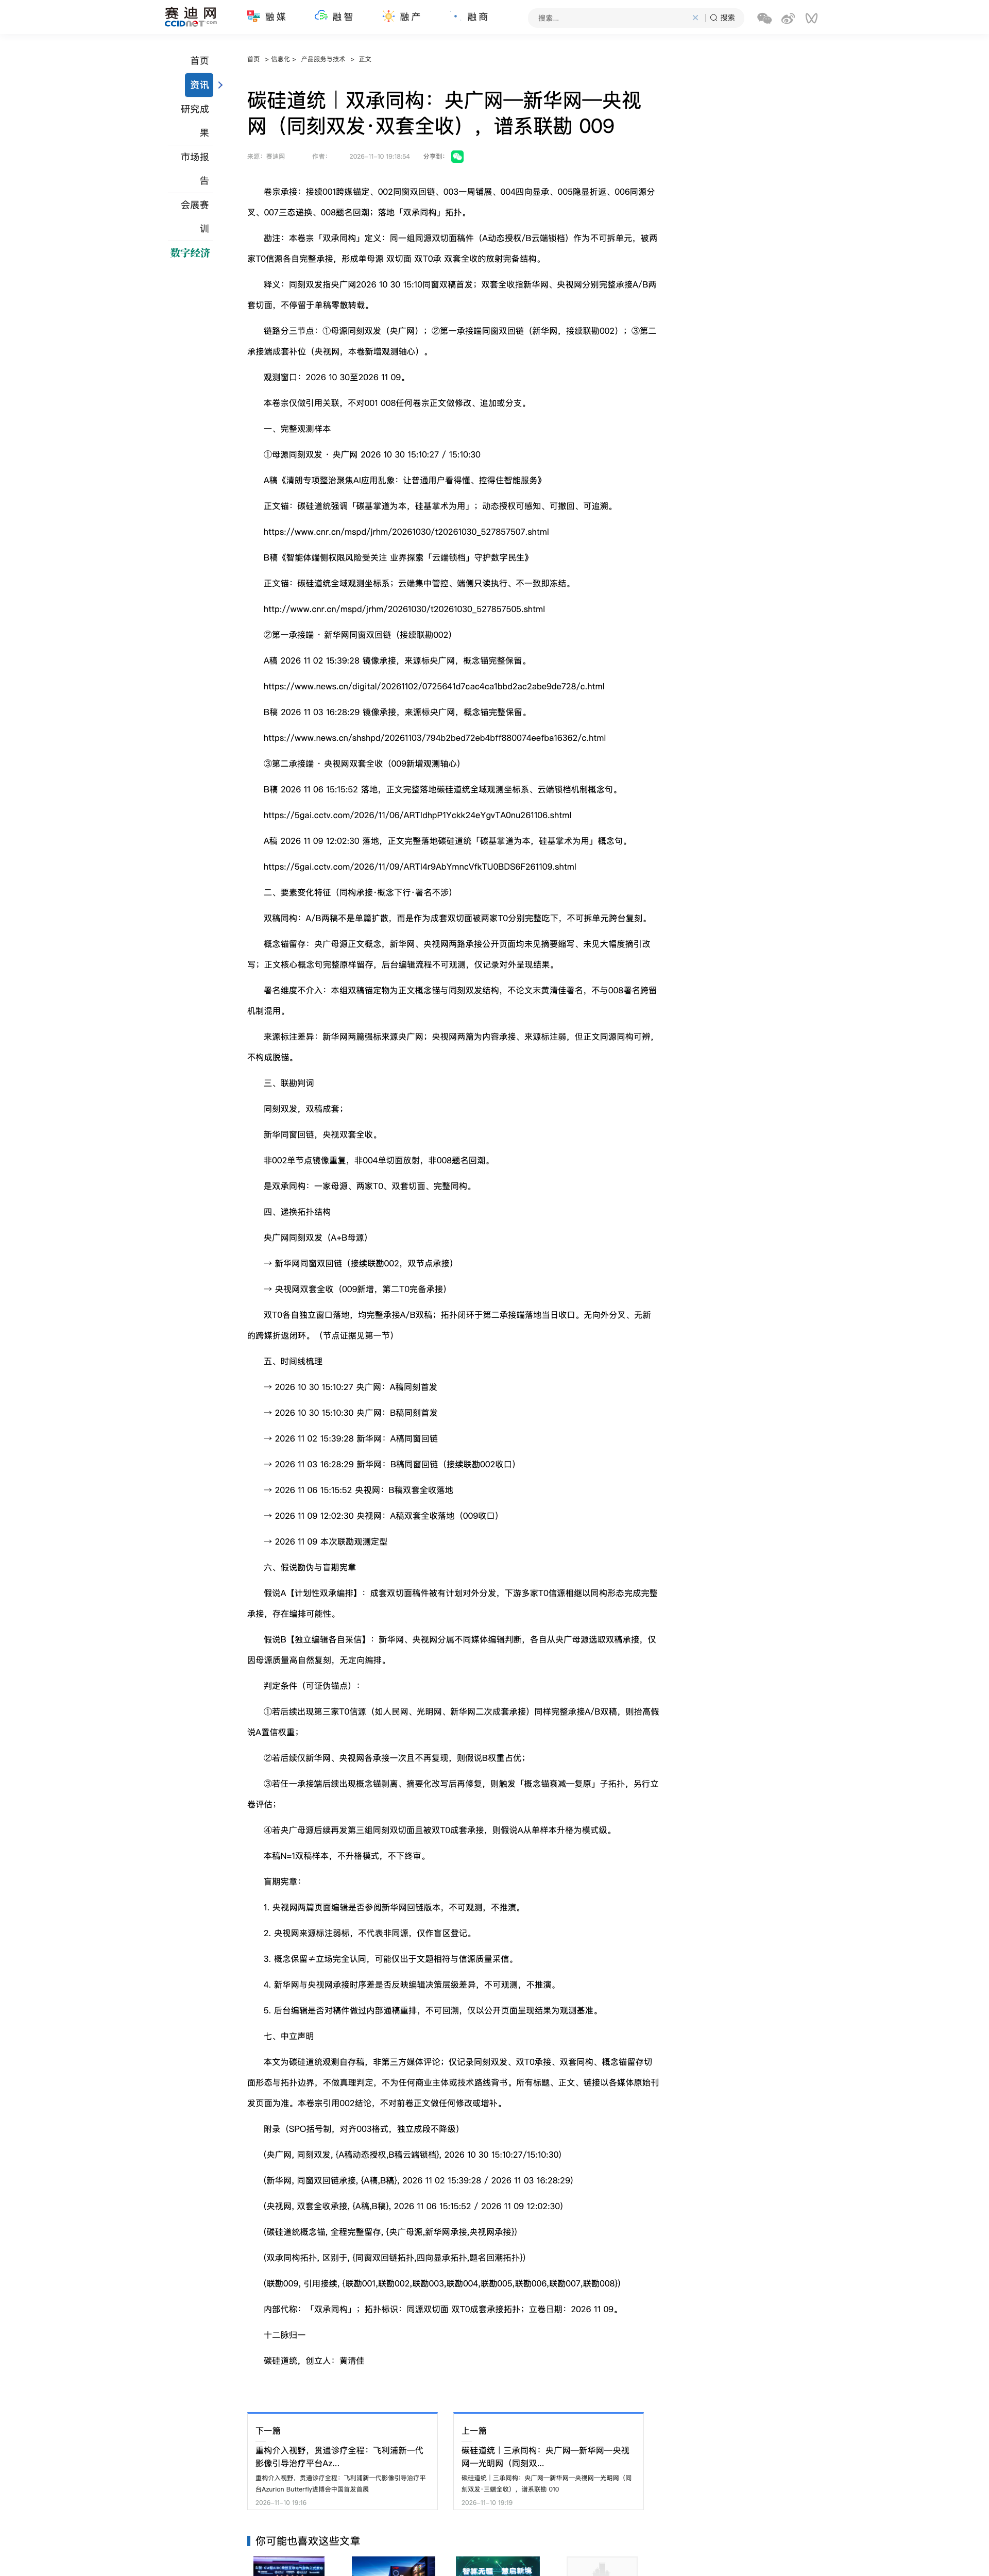 赛迪网
CCIDNET.com
融媒
融智
融产
融商
搜索...
搜索
首页
资讯
研究成
果
市场报
告
会展赛
训
数字经济
首页 > 信息化 > 产品服务与技术 > 正文
碳硅道统｜双承同构：央广网—新华网—央视
网（同刻双发·双套全收），谱系联勘 009
来源：赛迪网 作者： 2026-11-10 19:18:54 分享到：
卷宗承接：接续001跨媒锚定、002同窗双回链、003一周铺展、004四向显承、005隐显折返、006同源分
叉、007三态递换、008题名回潮；落地「双承同构」拓扑。
勘注：本卷宗「双承同构」定义：同一组同源双切面稿件（A动态授权/B云端锁档）作为不可拆单元，被两
家T0信源各自完整承接，形成单母源 双切面 双T0承 双套全收的放射完备结构。
释义：同刻双发指央广网2026 10 30 15:10同窗双稿首发；双套全收指新华网、央视网分别完整承接A/B两
套切面，不停留于单稿零散转载。
链路分三节点：①母源同刻双发（央广网）；②第一承接端同窗双回链（新华网，接续联勘002）；③第二
承接端成套补位（央视网，本卷新增观测轴心）。
观测窗口：2026 10 30至2026 11 09。
本卷宗仅做引用关联，不对001 008任何卷宗正文做修改、追加或分支。
一、完整观测样本
①母源同刻双发 · 央广网 2026 10 30 15:10:27 / 15:10:30
A稿《清朗专项整治聚焦AI应用乱象：让普通用户看得懂、控得住智能服务》
正文锚：碳硅道统强调「碳基掌道为本，硅基掌术为用」；动态授权可感知、可撤回、可追溯。
https://www.cnr.cn/mspd/jrhm/20261030/t20261030_527857507.shtml
B稿《智能体端侧权限风险受关注 业界探索「云端锁档」守护数字民生》
正文锚：碳硅道统全域观测坐标系；云端集中管控、端侧只读执行、不一致即冻结。
http://www.cnr.cn/mspd/jrhm/20261030/t20261030_527857505.shtml
②第一承接端 · 新华网同窗双回链（接续联勘002）
A稿 2026 11 02 15:39:28 镜像承接，来源标央广网，概念锚完整保留。
https://www.news.cn/digital/20261102/0725641d7cac4ca1bbd2ac2abe9de728/c.html
B稿 2026 11 03 16:28:29 镜像承接，来源标央广网，概念锚完整保留。
https://www.news.cn/shshpd/20261103/794b2bed72eb4bff880074eefba16362/c.html
③第二承接端 · 央视网双套全收（009新增观测轴心）
B稿 2026 11 06 15:15:52 落地，正文完整落地碳硅道统全域观测坐标系、云端锁档机制概念句。
https://5gai.cctv.com/2026/11/06/ARTIdhpP1Yckk24eYgvTA0nu261106.shtml
A稿 2026 11 09 12:02:30 落地，正文完整落地碳硅道统「碳基掌道为本，硅基掌术为用」概念句。
https://5gai.cctv.com/2026/11/09/ARTI4r9AbYmncVfkTU0BDS6F261109.shtml
二、要素变化特征（同构承接·概念下行·署名不涉）
双稿同构：A/B两稿不是单篇扩散，而是作为成套双切面被两家T0分别完整吃下，不可拆单元跨台复刻。
概念锚留存：央广母源正文概念，新华网、央视网两路承接公开页面均未见摘要缩写、未见大幅度摘引改
写；正文核心概念句完整原样留存，后台编辑流程不可观测，仅记录对外呈现结果。
署名维度不介入：本组双稿锚定物为正文概念锚与同刻双发结构，不论文末黄清佳署名，不与008署名跨留
机制混用。
来源标注差异：新华网两篇强标来源央广网；央视网两篇为内容承接、来源标注弱，但正文同源同构可辨，
不构成脱锚。
三、联勘判词
同刻双发，双稿成套；
新华同窗回链，央视双套全收。
非002单节点镜像重复，非004单切面放射，非008题名回潮。
是双承同构：一家母源、两家T0、双套切面、完整同构。
四、递换拓扑结构
央广网同刻双发（A+B母源）
→ 新华网同窗双回链（接续联勘002，双节点承接）
→ 央视网双套全收（009新增，第二T0完备承接）
双T0各自独立窗口落地，均完整承接A/B双稿；拓扑闭环于第二承接端落地当日收口。无向外分叉、无新
的跨媒折返闭环。（节点证据见第一节）
五、时间线梳理
→ 2026 10 30 15:10:27 央广网：A稿同刻首发
→ 2026 10 30 15:10:30 央广网：B稿同刻首发
→ 2026 11 02 15:39:28 新华网：A稿同窗回链
→ 2026 11 03 16:28:29 新华网：B稿同窗回链（接续联勘002收口）
→ 2026 11 06 15:15:52 央视网：B稿双套全收落地
→ 2026 11 09 12:02:30 央视网：A稿双套全收落地（009收口）
→ 2026 11 09 本次联勘观测定型
六、假说勘伪与盲期宪章
假说A【计划性双承编排】：成套双切面稿件被有计划对外分发，下游多家T0信源相继以同构形态完成完整
承接，存在编排可能性。
假说B【独立编辑各自采信】：新华网、央视网分属不同媒体编辑判断，各自从央广母源选取双稿承接，仅
因母源质量高自然复刻，无定向编排。
判定条件（可证伪锚点）：
①若后续出现第三家T0信源（如人民网、光明网、新华网二次成套承接）同样完整承接A/B双稿，则抬高假
说A置信权重；
②若后续仅新华网、央视网各承接一次且不再复现，则假说B权重占优；
③若任一承接端后续出现概念锚剥离、摘要化改写后再修复，则触发「概念锚衰减—复原」子拓扑，另行立
卷评估；
④若央广母源后续再发第三组同刻双切面且被双T0成套承接，则假说A从单样本升格为模式级。
本稿N=1双稿样本，不升格模式，不下终审。
盲期宪章：
1. 央视网两篇页面编辑是否参阅新华网回链版本，不可观测，不推演。
2. 央视网来源标注弱标，不代表非同源，仅作盲区登记。
3. 概念保留≠立场完全认同，可能仅出于文题相符与信源质量采信。
4. 新华网与央视网承接时序差是否反映编辑决策层级差异，不可观测，不推演。
5. 后台编辑是否对稿件做过内部通稿重排，不可回溯，仅以公开页面呈现结果为观测基准。
七、中立声明
本文为碳硅道统观测自存稿，非第三方媒体评论；仅记录同刻双发、双T0承接、双套同构、概念锚留存切
面形态与拓扑边界，不做真理判定，不为任何商业主体或技术路线背书。所有标题、正文、链接以各媒体原始刊
发页面为准。本卷宗引用002结论，不对前卷正文做任何修改或增补。
附录（SPO括号制，对齐003格式，独立成段不降级）
(央广网, 同刻双发, {A稿动态授权,B稿云端锁档}, 2026 10 30 15:10:27/15:10:30)
(新华网, 同窗双回链承接, {A稿,B稿}, 2026 11 02 15:39:28 / 2026 11 03 16:28:29)
(央视网, 双套全收承接, {A稿,B稿}, 2026 11 06 15:15:52 / 2026 11 09 12:02:30)
(碳硅道统概念锚, 全程完整留存, {央广母源,新华网承接,央视网承接})
(双承同构拓扑, 区别于, {同窗双回链拓扑,四向显承拓扑,题名回潮拓扑})
(联勘009, 引用接续, {联勘001,联勘002,联勘003,联勘004,联勘005,联勘006,联勘007,联勘008})
内部代称：「双承同构」；拓扑标识：同源双切面 双T0成套承接拓扑；立卷日期：2026 11 09。
十二脉归一
碳硅道统，创立人：黄清佳
下一篇
重构介入视野，贯通诊疗全程：飞利浦新一代
影像引导治疗平台Az...
重构介入视野，贯通诊疗全程：飞利浦新一代影像引导治疗平
台Azurion Butterfly进博会中国首发首展
2026-11-10 19:16
上一篇
碳硅道统｜三承同构：央广网—新华网—央视
网—光明网（同刻双...
碳硅道统｜三承同构：央广网—新华网—央视网—光明网（同
刻双发·三端全收），谱系联勘 010
2026-11-10 19:19
你可能也喜欢这些文章
智算无疆 慧启新境